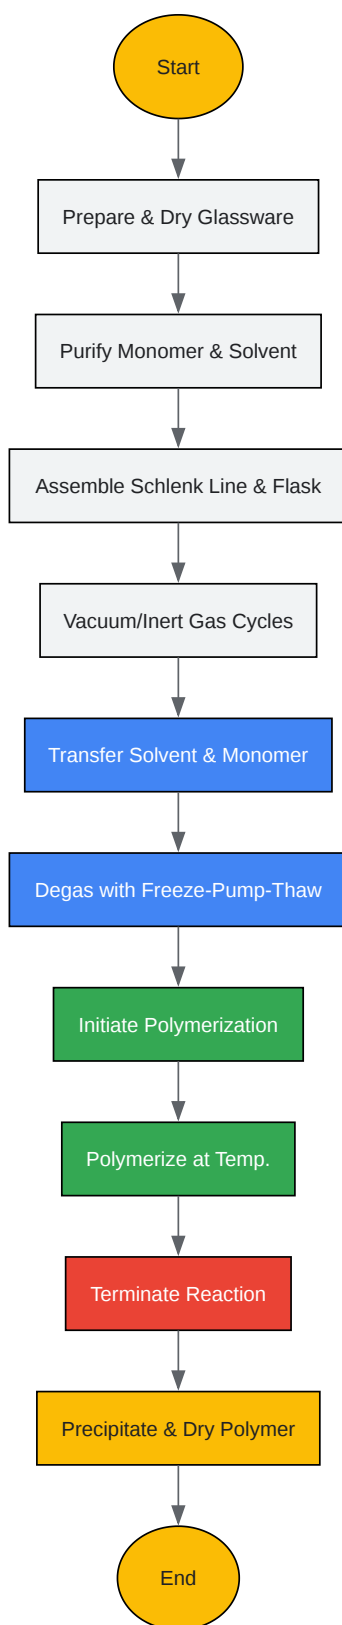 Start
Prepare & Dry Glassware
Purify Monomer & Solvent
Assemble Schlenk Line & Flask
Vacuum/Inert Gas Cycles
Transfer Solvent & Monomer
Degas with Freeze-Pump-Thaw
Initiate Polymerization
Polymerize at Temp.
Terminate Reaction
Precipitate & Dry Polymer
End